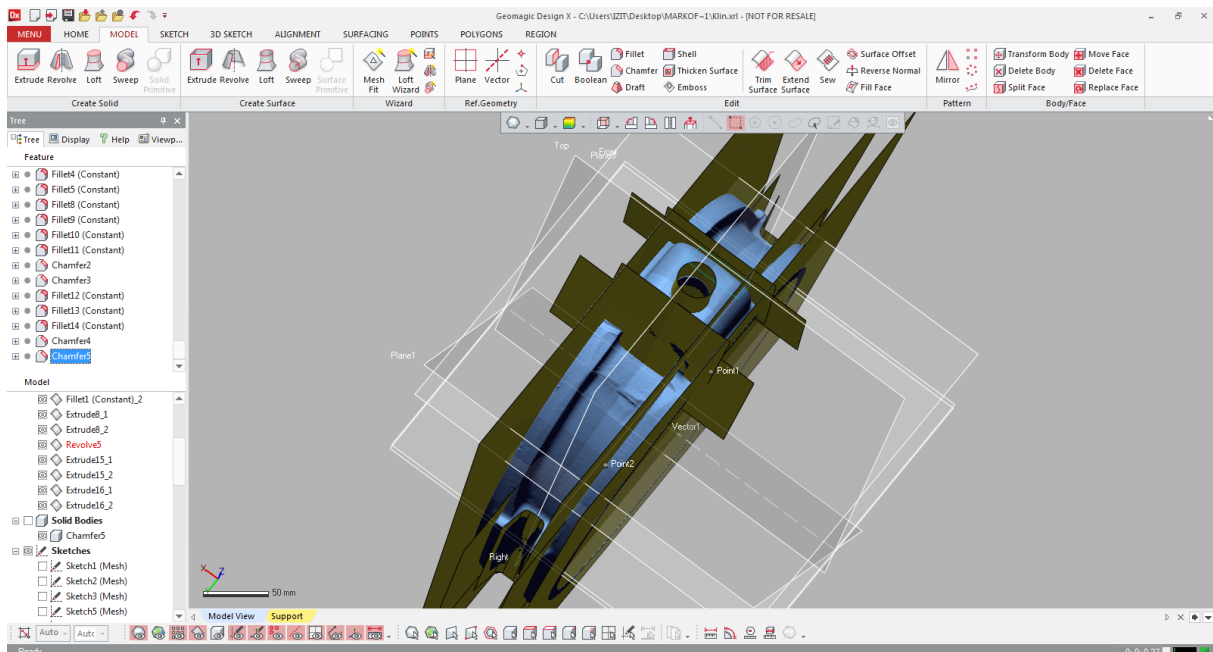 Dx
Geomagic Design X - C:\Users\IZIT\Desktop\MARKOF~1\Klin.xrl - [NOT FOR RESALE]
MENU HOME MODEL SKETCH 3D SKETCH ALIGNMENT SURFACING POINTS POLYGONS REGION
Fillet Shell Surface Offset Transform Body Move Face
Chamfer Thicken Surface Reverse Normal Delete Body Delete Face
Draft Emboss Fill Face Split Face Replace Face
Extrude Revolve Loft Sweep Solid Primitive Extrude Revolve Loft Sweep Surface Primitive Mesh Fit Loft Wizard Plane Vector Cut Boolean Trim Surface Extend Surface Sew Mirror
Create Solid Create Surface Wizard Ref.Geometry Edit Pattern Body/Face
Tree
Tree Display Help Viewp...
Feature
Fillet4 (Constant)
Fillet5 (Constant)
Fillet8 (Constant)
Fillet9 (Constant)
Fillet10 (Constant)
Fillet11 (Constant)
Chamfer2
Chamfer3
Fillet12 (Constant)
Fillet13 (Constant)
Fillet14 (Constant)
Chamfer4
Chamfer5
Model
Fillet1 (Constant)_2
Extrude8_1
Extrude8_2
Revolve5
Extrude15_1
Extrude15_2
Extrude16_1
Extrude16_2
Solid Bodies
Chamfer5
Sketches
Sketch1 (Mesh)
Sketch2 (Mesh)
Sketch3 (Mesh)
Sketch5 (Mesh)
Top
Front
Plane1
Point1
Vector1
Point2
Right
X Z
50 mm
Model View Support
Auto Autc
Ready
0: 0: 0.27